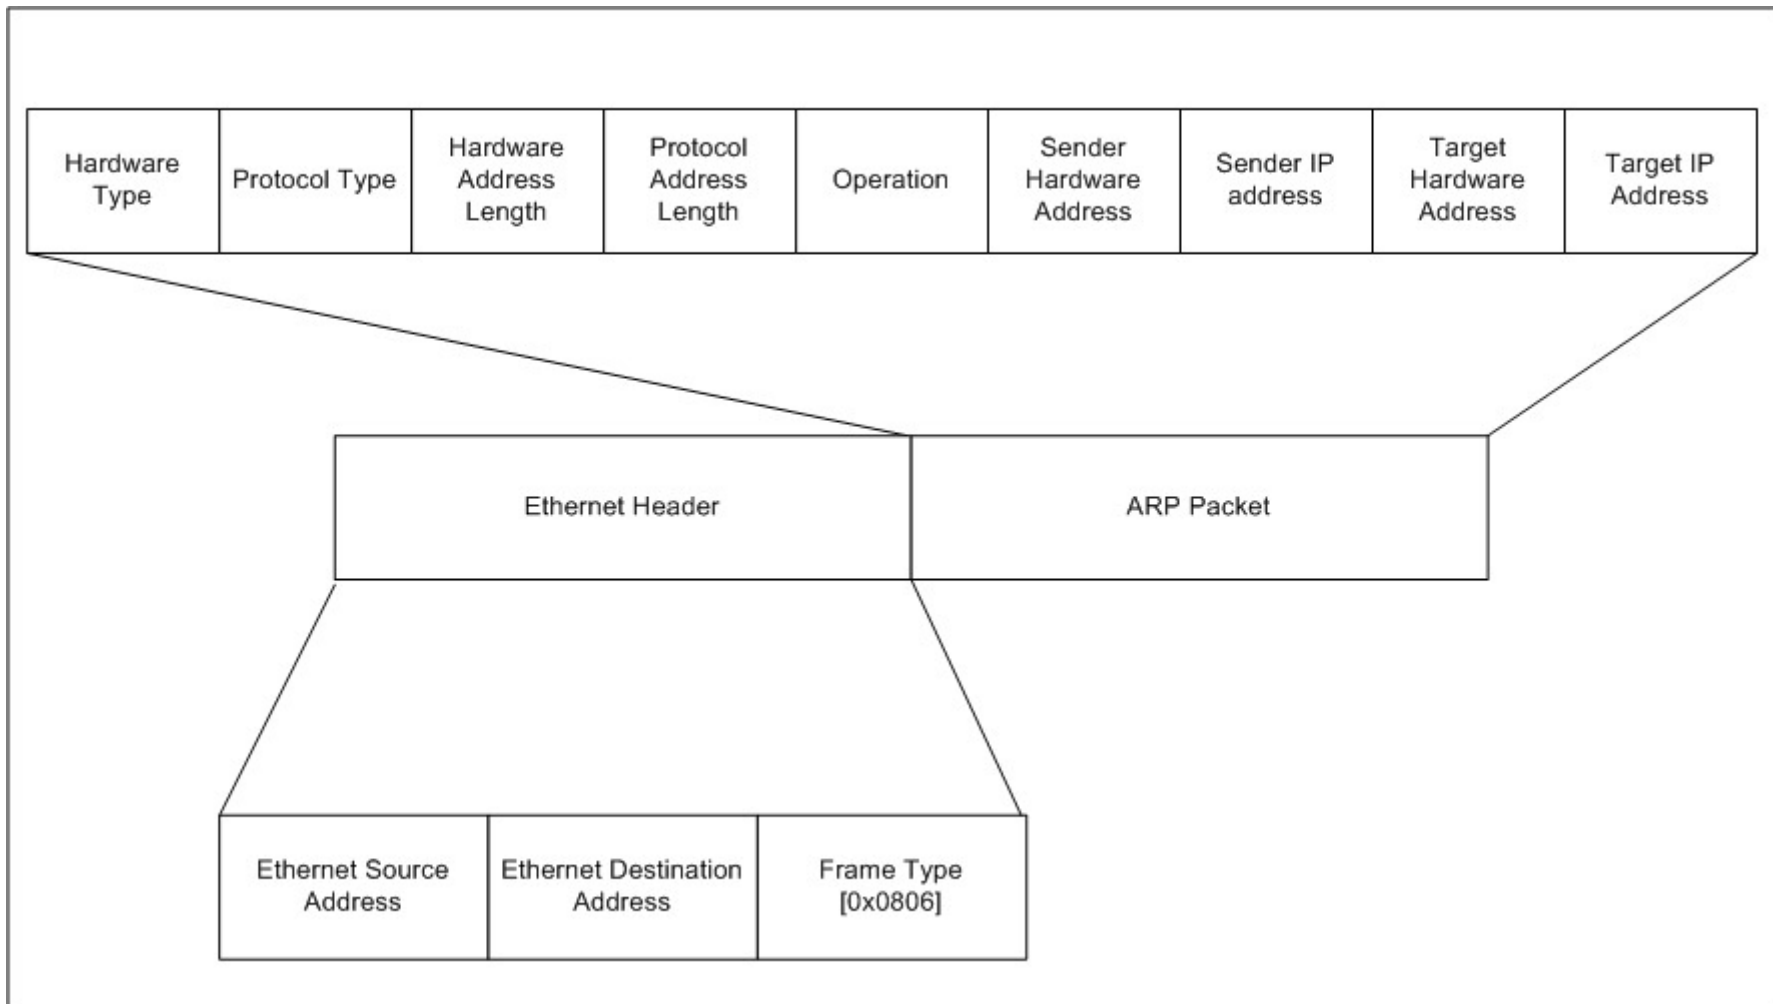 Hardware
Type
Protocol Type
Hardware
Address
Length
Protocol
Address
Length
Operation
Sender
Hardware
Address
Sender IP
address
Target
Hardware
Address
Target IP
Address
Ethernet Header
ARP Packet
Ethernet Source
Address
Ethernet Destination
Address
Frame Type
[0x0806]